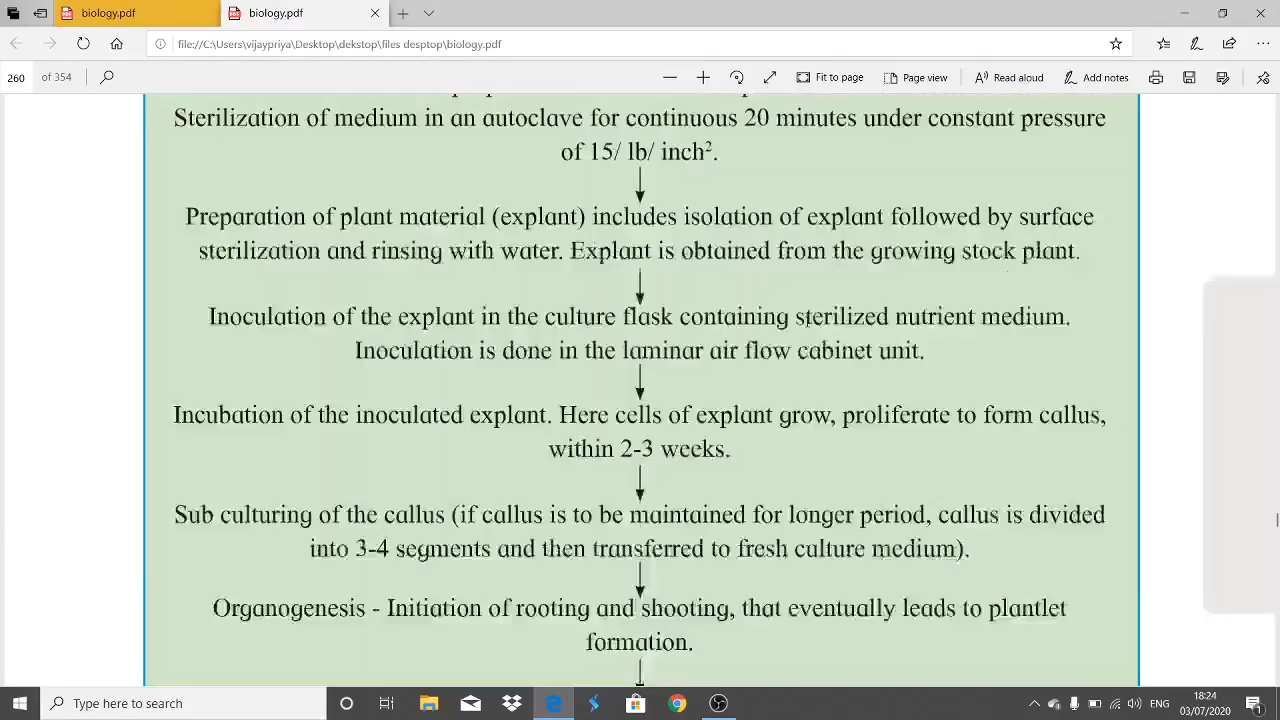 biology.pdf
biology.pdf
file://C:\Users\vijaypriya\Desktop\dekstop\files desptop\biology.pdf
260 of 354
Fit to page
Page view
Read aloud
Add notes
Sterilization of medium in an autoclave for continuous 20 minutes under constant pressure
of 15/ lb/ inch².
Preparation of plant material (explant) includes isolation of explant followed by surface
sterilization and rinsing with water. Explant is obtained from the growing stock plant.
Inoculation of the explant in the culture flask containing sterilized nutrient medium.
Inoculation is done in the laminar air flow cabinet unit.
Incubation of the inoculated explant. Here cells of explant grow, proliferate to form callus,
within 2-3 weeks.
Sub culturing of the callus (if callus is to be maintained for longer period, callus is divided
into 3-4 segments and then transferred to fresh culture medium).
Organogenesis - Initiation of rooting and shooting, that eventually leads to plantlet
formation.
Type here to search
ENG
18:24
03/07/2020